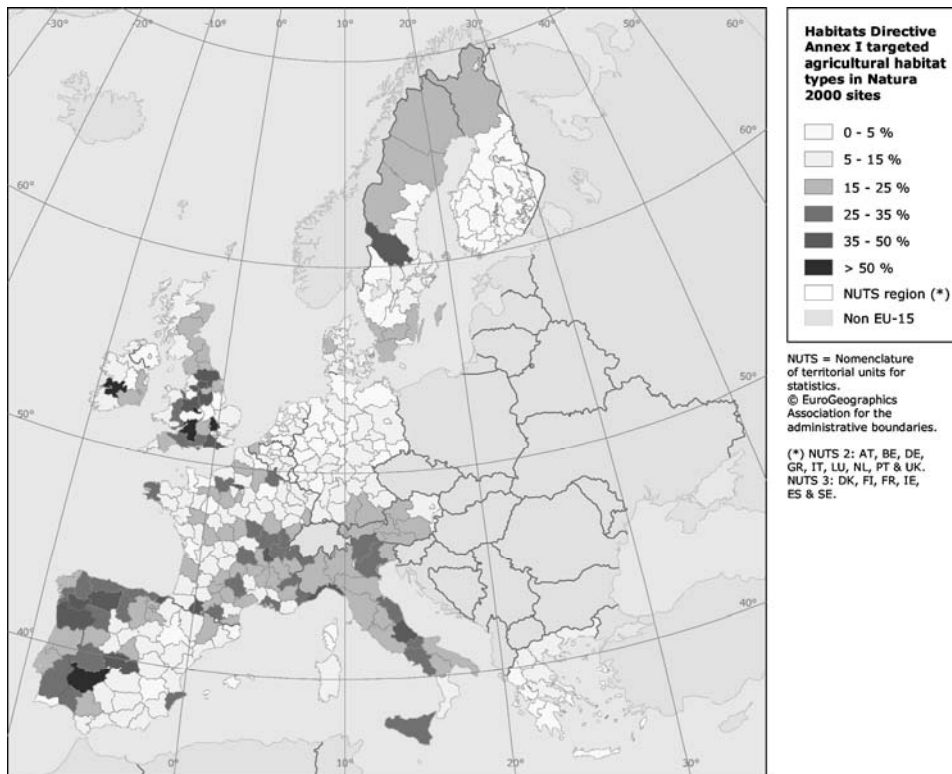 -30° -20° -10° 0° 10° 20° 30° 40° 50° 60°
60°
60°
50°
50°
40°
40°
0° 10° 20° 30°
Habitats Directive
Annex I targeted
agricultural habitat
types in Natura
2000 sites
0 - 5 %
5 - 15 %
15 - 25 %
25 - 35 %
35 - 50 %
> 50 %
NUTS region (*)
Non EU-15
NUTS = Nomenclature
of territorial units for
statistics.
© EuroGeographics
Association for the
administrative boundaries.
(*) NUTS 2: AT, BE, DE,
GR, IT, LU, NL, PT & UK.
NUTS 3: DK, FI, FR, IE,
ES & SE.